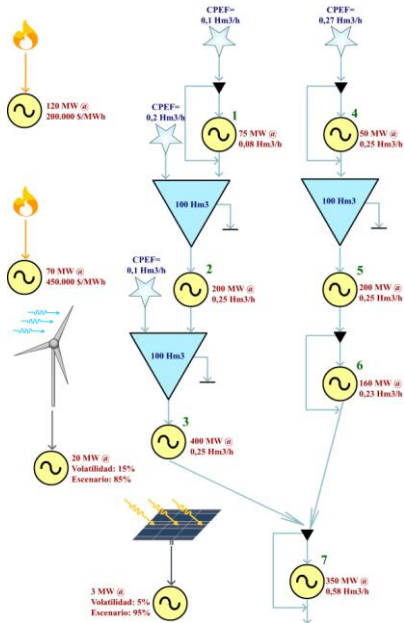 CPEF=
0,1 Hm3/h
CPEF=
0,27 Hm3/h
CPEF=
0,2 Hm3/h
120 MW @
200.000 $/MWh
1
75 MW @
0,08 Hm3/h
4
50 MW @
0,25 Hm3/h
100 Hm3
100 Hm3
70 MW @
450.000 $/MWh
CPEF=
0,1 Hm3/h
2
200 MW @
0,25 Hm3/h
5
200 MW @
0,25 Hm3/h
100 Hm3
6
160 MW @
0,23 Hm3/h
3
400 MW @
0,25 Hm3/h
20 MW @
Volatilidad: 15%
Escenario: 85%
7
350 MW @
0,58 Hm3/h
3 MW @
Volatilidad: 5%
Escenario: 95%